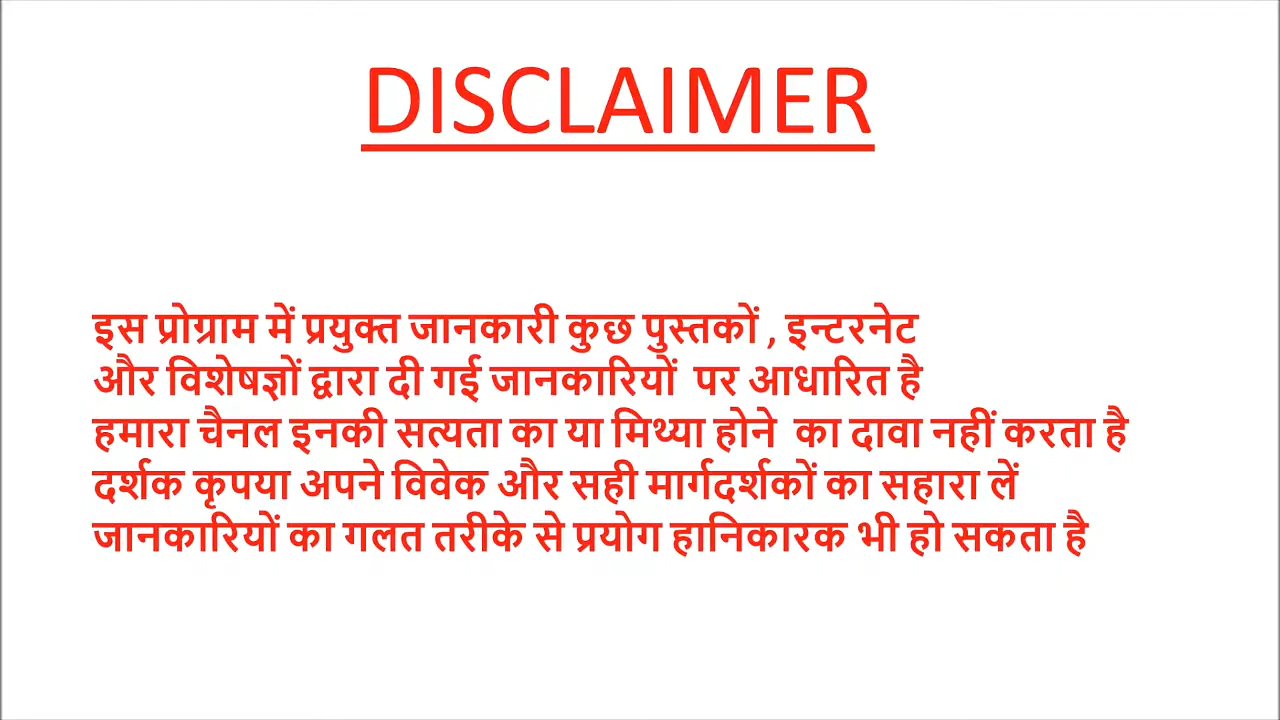 DISCLAIMER
इस प्रोग्राम में प्रयुक्त जानकारी कुछ पुस्तकों , इन्टरनेट
और विशेषज्ञों द्वारा दी गई जानकारियों पर आधारित है
हमारा चैनल इनकी सत्यता का या मिथ्या होने का दावा नहीं करता है
दर्शक कृपया अपने विवेक और सही मार्गदर्शकों का सहारा लें
जानकारियों का गलत तरीके से प्रयोग हानिकारक भी हो सकता है